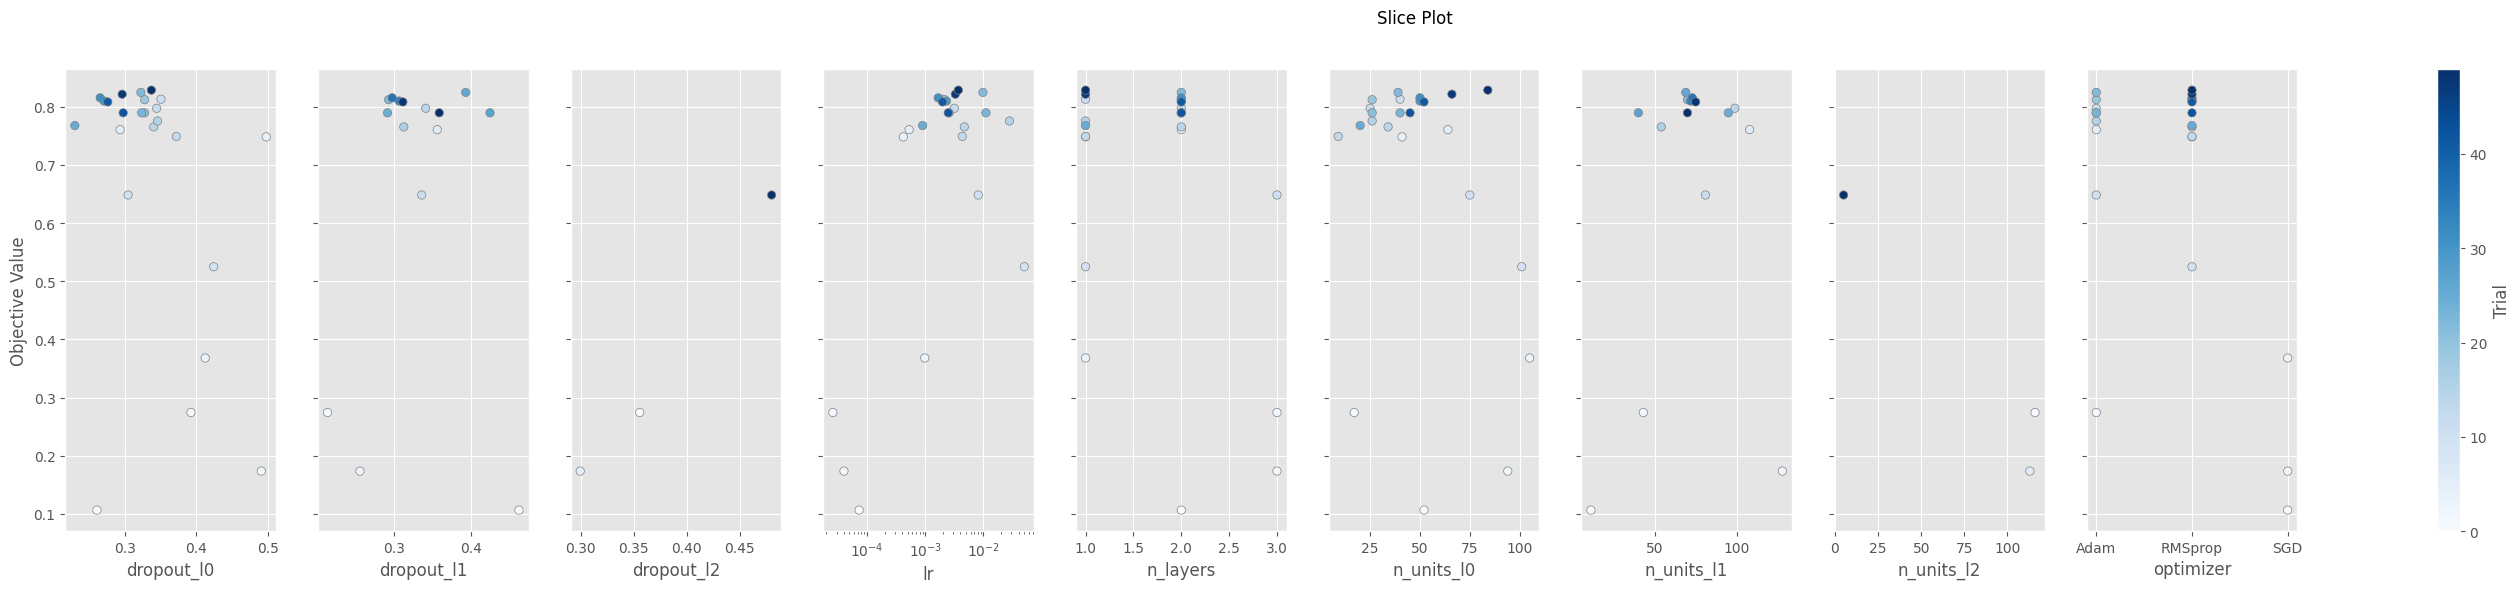 Slice Plot
Objective Value
0.8
0.7
0.6
0.5
0.4
0.3
0.2
0.1
0.3 0.4 0.5
dropout_l0
0.3 0.4
dropout_l1
0.30 0.35 0.40 0.45
dropout_l2
10⁻⁴ 10⁻³ 10⁻²
lr
1.0 1.5 2.0 2.5 3.0
n_layers
25 50 75 100
n_units_l0
50 100
n_units_l1
0 25 50 75 100
n_units_l2
Adam RMSprop SGD
optimizer
40
30
20
10
0
Trial